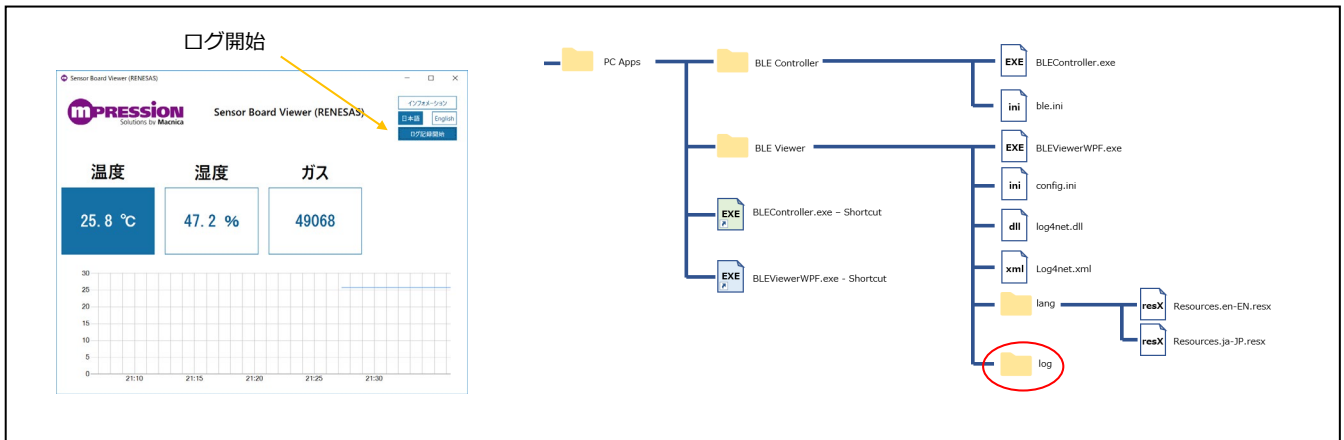 ログ開始
Sensor Board Viewer (RENESAS)
mPRESSION
Solutions by Macnica
Sensor Board Viewer (RENESAS)
インフォメーション
日本語 English
ログ記録開始
温度 湿度 ガス
25.8 ℃ 47.2 % 49068
30
25
20
15
10
5
0
21:10 21:15 21:20 21:25 21:30
PC Apps
BLE Controller
EXE BLEController.exe
ini ble.ini
BLE Viewer
EXE BLEViewerWPF.exe
ini config.ini
dll log4net.dll
xml Log4net.xml
lang
resX Resources.en-EN.resx
resX Resources.ja-JP.resx
log
EXE BLEController.exe – Shortcut
EXE BLEViewerWPF.exe - Shortcut